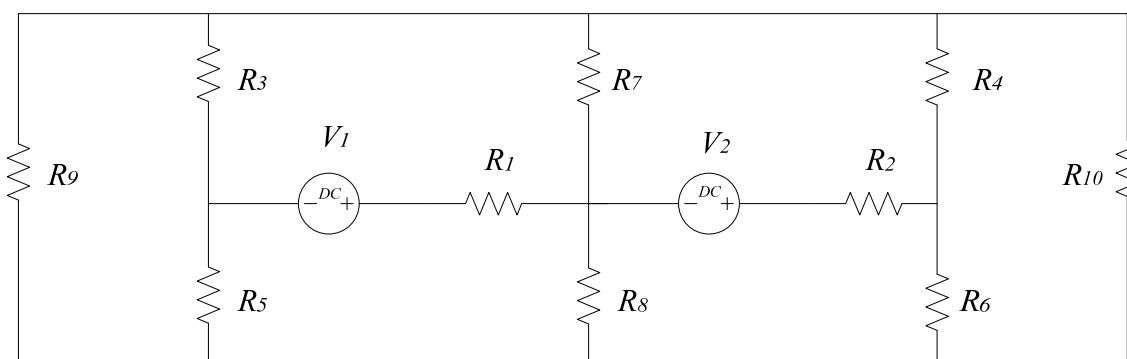 R3
R7
R4
V1
V2
R1
R2
R9
R10
DC
DC
− +
− +
R5
R8
R6